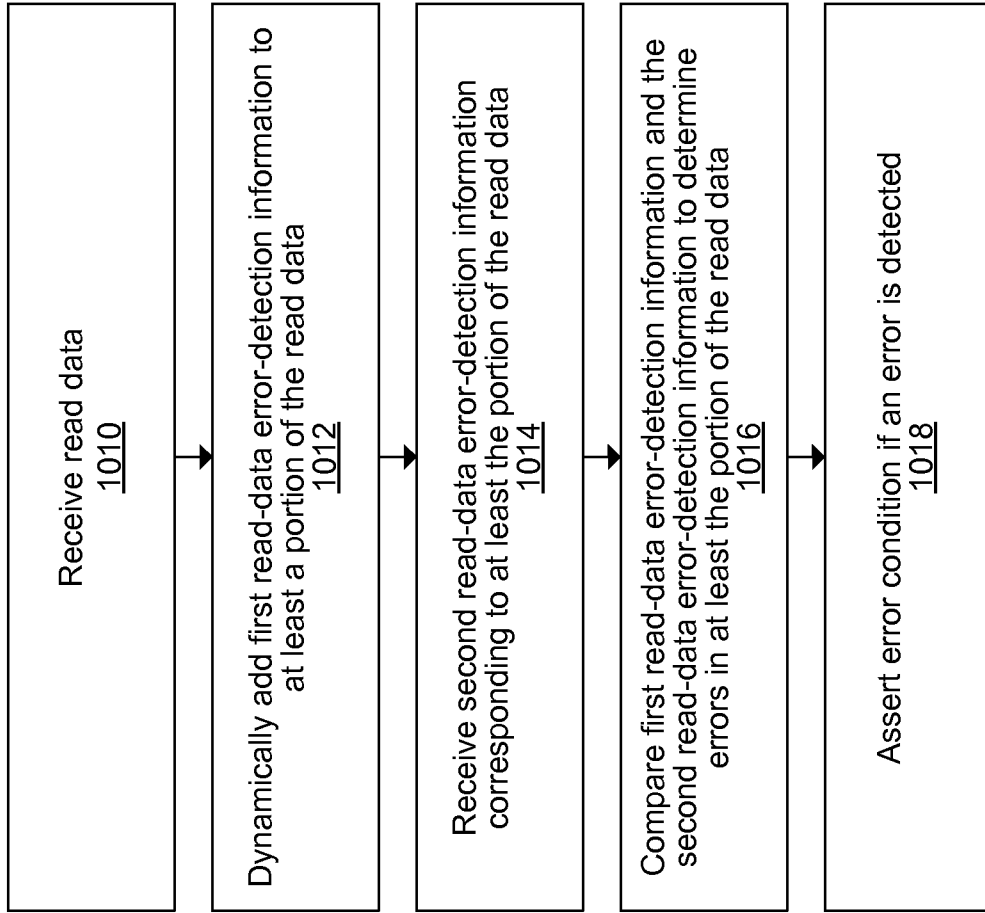 Receive read data
1010
Dynamically add first read-data error-detection information to
at least a portion of the read data
1012
Receive second read-data error-detection information
corresponding to at least the portion of the read data
1014
Compare first read-data error-detection information and the
second read-data error-detection information to determine
errors in at least the portion of the read data
1016
Assert error condition if an error is detected
1018